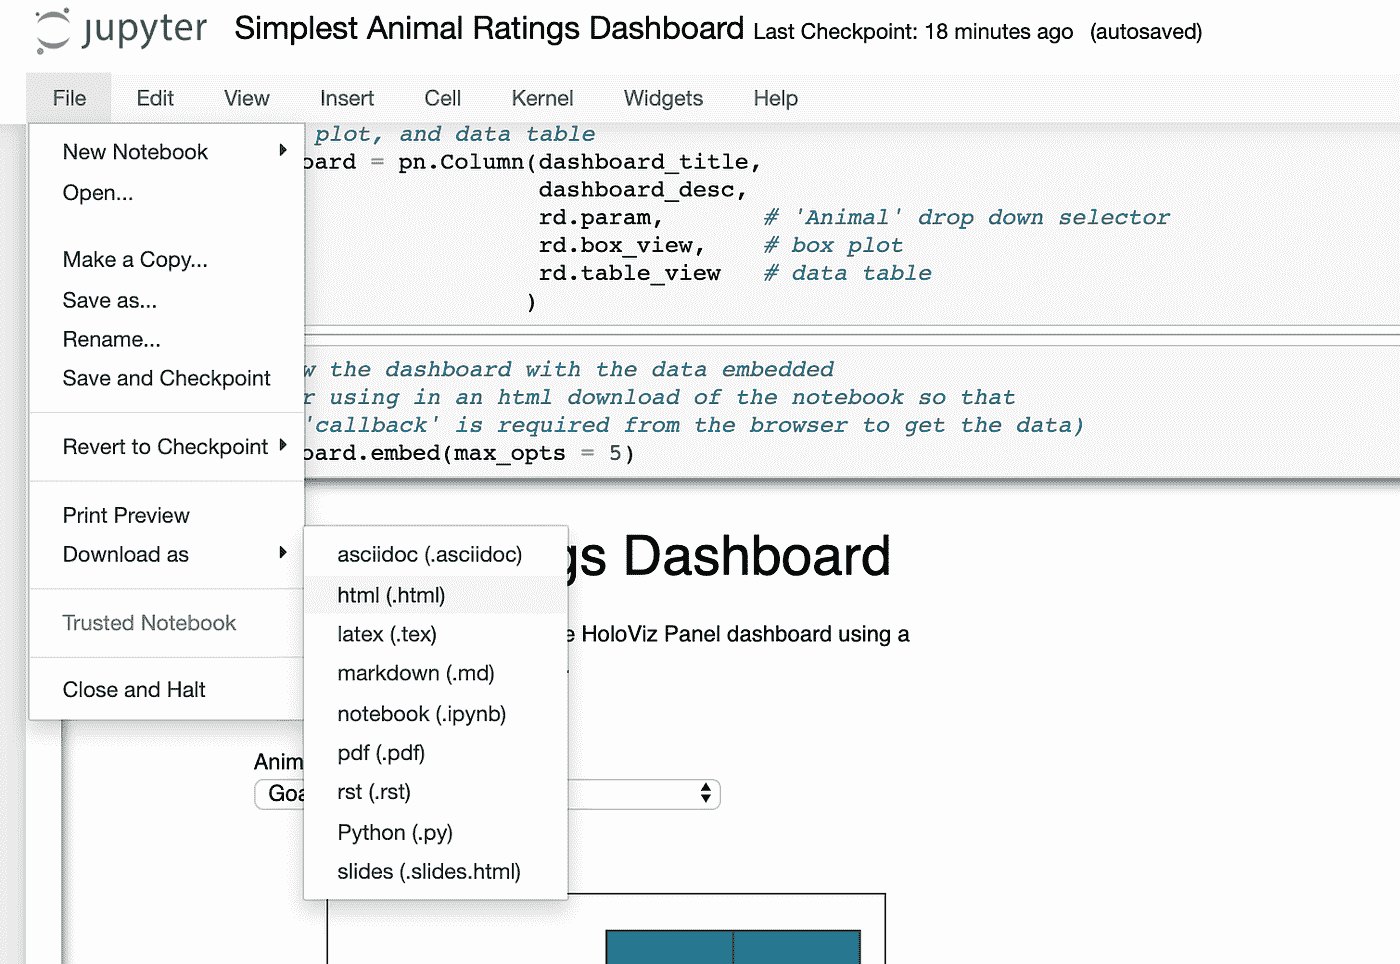 jupyter Simplest Animal Ratings Dashboard Last Checkpoint: 18 minutes ago (autosaved)
File Edit View Insert Cell Kernel Widgets Help
New Notebook
Open...
Make a Copy...
Save as...
Rename...
Save and Checkpoint
Revert to Checkpoint
Print Preview
Download as
Trusted Notebook
Close and Halt
asciidoc (.asciidoc)
html (.html)
latex (.tex)
markdown (.md)
notebook (.ipynb)
pdf (.pdf)
rst (.rst)
Python (.py)
slides (.slides.html)
plot, and data table
oard = pn.Column(dashboard_title,
dashboard_desc,
rd.param, # 'Animal' drop down selector
rd.box_view, # box plot
rd.table_view # data table
)
w the dashboard with the data embedded
r using in an html download of the notebook so that
'callback' is required from the browser to get the data)
oard.embed(max_opts = 5)
gs Dashboard
e HoloViz Panel dashboard using a
Anim
Goa